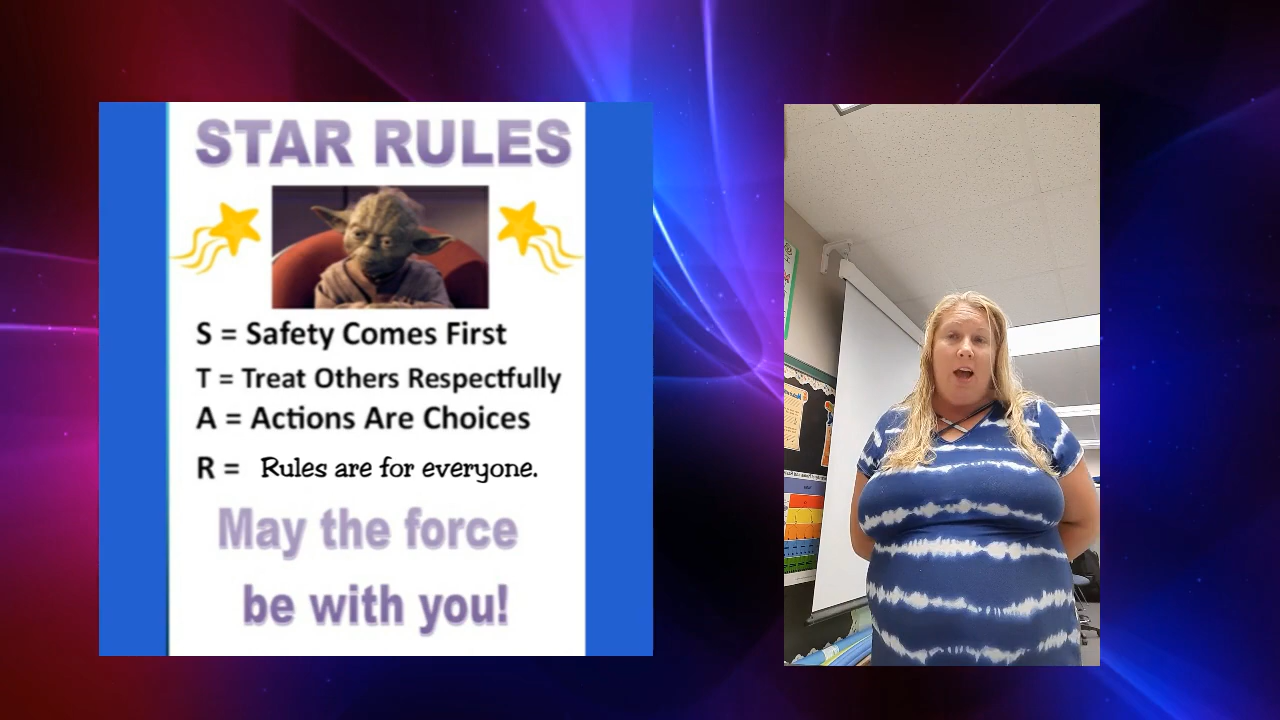 STAR RULES
S = Safety Comes First
T = Treat Others Respectfully
A = Actions Are Choices
R = Rules are for everyone.
May the force
be with you!